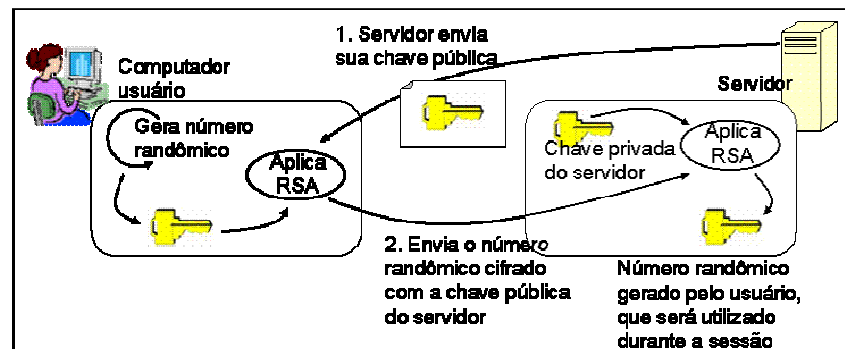 1. Servidor envia
sua chave pública
Computador
usuário
Servidor
Gera número
randômico
Aplica
RSA
Chave privada
do servidor
Aplica
RSA
2. Envia o número
randômico cifrado
com a chave pública
do servidor
Número randômico
gerado pelo usuário,
que será utilizado
durante a sessão